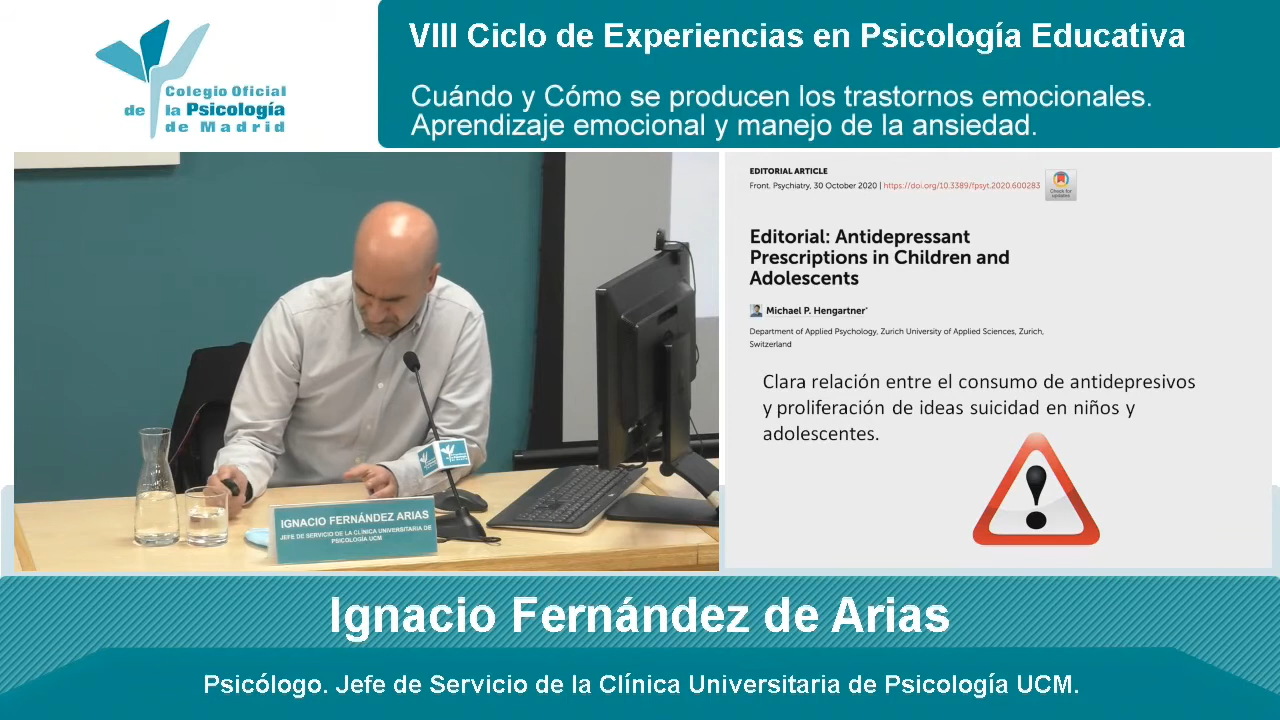 Colegio Oficial
de la Psicología
de Madrid
VIII Ciclo de Experiencias en Psicología Educativa
Cuándo y Cómo se producen los trastornos emocionales.
Aprendizaje emocional y manejo de la ansiedad.
EDITORIAL ARTICLE
Front. Psychiatry, 30 October 2020 | https://doi.org/10.3389/fpsyt.2020.600283
Check for
updates
Editorial: Antidepressant
Prescriptions in Children and
Adolescents
Michael P. Hengartner*
Department of Applied Psychology, Zurich University of Applied Sciences, Zurich,
Switzerland
Clara relación entre el consumo de antidepresivos
y proliferación de ideas suicidad en niños y
adolescentes.
IGNACIO FERNÁNDEZ ARIAS
JEFE DE SERVICIO DE LA CLÍNICA UNIVERSITARIA DE
PSICOLOGÍA UCM
Ignacio Fernández de Arias
Psicólogo. Jefe de Servicio de la Clínica Universitaria de Psicología UCM.